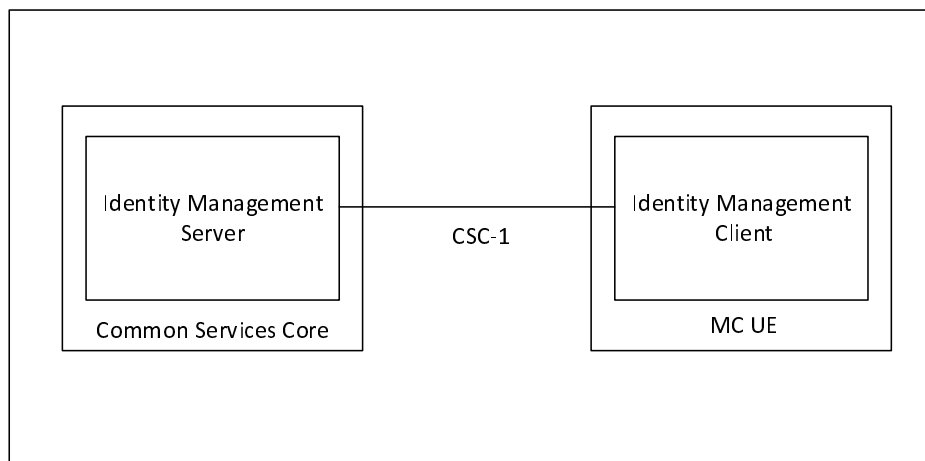 Identity Management
Server
Common Services Core
CSC-1
Identity Management
Client
MC UE